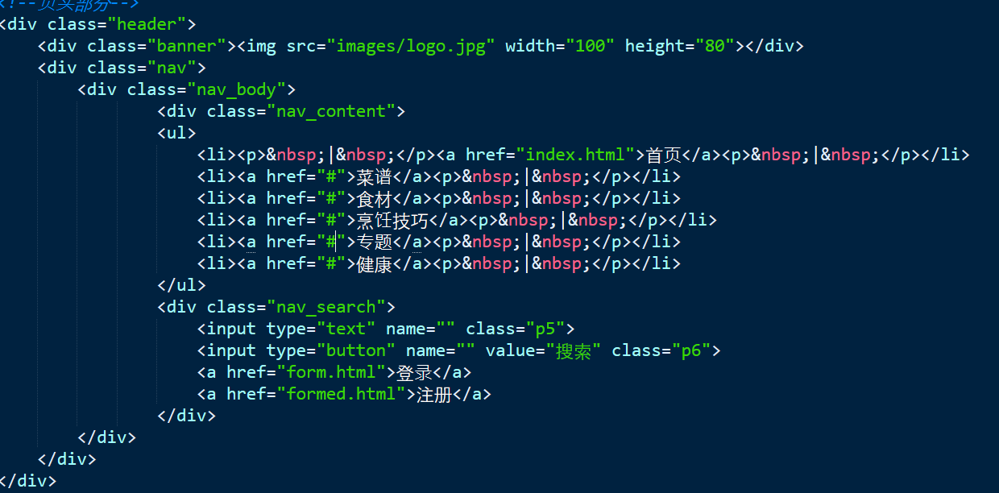 <!--页头部分-->
<div class="header">
<div class="banner"><img src="images/logo.jpg" width="100" height="80"></div>
<div class="nav">
<div class="nav_body">
<div class="nav_content">
<ul>
<li><p>&nbsp;|&nbsp;</p><a href="index.html">首页</a><p>&nbsp;|&nbsp;</p></li>
<li><a href="#">菜谱</a><p>&nbsp;|&nbsp;</p></li>
<li><a href="#">食材</a><p>&nbsp;|&nbsp;</p></li>
<li><a href="#">烹饪技巧</a><p>&nbsp;|&nbsp;</p></li>
<li><a href="#">专题</a><p>&nbsp;|&nbsp;</p></li>
<li><a href="#">健康</a><p>&nbsp;|&nbsp;</p></li>
</ul>
<div class="nav_search">
<input type="text" name="" class="p5">
<input type="button" name="" value="搜索" class="p6">
<a href="form.html">登录</a>
<a href="formed.html">注册</a>
</div>
</div>
</div>
</div>